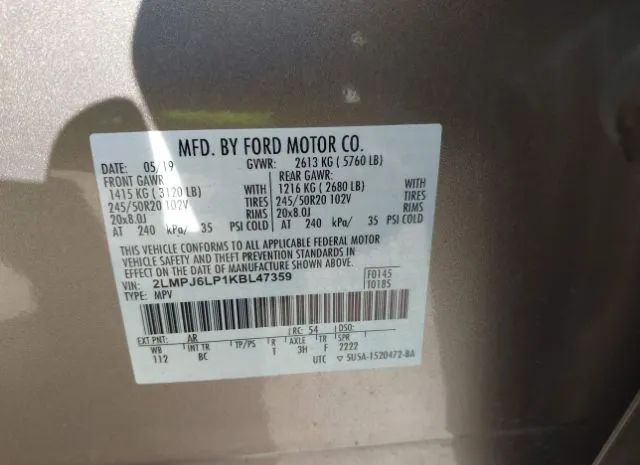 MFD. BY FORD MOTOR CO.
DATE: 05/19 GVWR: 2613 KG ( 5760 LB)
FRONT GAWR: REAR GAWR:
1415 KG ( 3120 LB) WITH 1216 KG ( 2680 LB) WITH
245/50R20 102V TIRES 245/50R20 102V TIRES
20x8.0J RIMS 20x8.0J RIMS
AT 240 kPa/ 35 PSI COLD AT 240 kPa/ 35 PSI COLD
THIS VEHICLE CONFORMS TO ALL APPLICABLE FEDERAL MOTOR
VEHICLE SAFETY AND THEFT PREVENTION STANDARDS IN
EFFECT ON THE DATE OF MANUFACTURE SHOWN ABOVE.
VIN: 2LMPJ6LP1KBL47359 F0145
TYPE: MPV T0185
EXT PNT: AR RC: 54 DSO:
WB INT TR TP/PS R AXLE TR SPR
112 BC T 3H F 2222
UTC ▽ 5U5A-1520472-BA